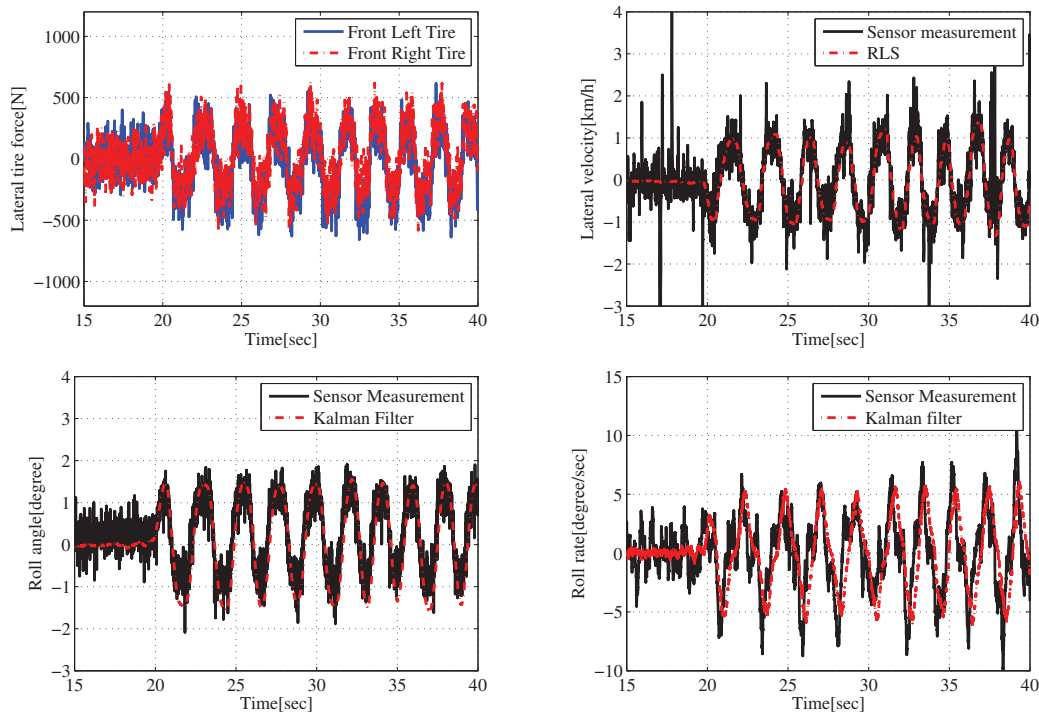 1000
500
0
−500
−1000
Lateral tire force[N]
Front Left Tire
Front Right Tire
15 20 25 30 35 40
Time[sec]
4
3
2
1
0
−1
−2
−3
Lateral velocity[km/h]
Sensor measurement
RLS
15 20 25 30 35 40
Time[sec]
4
3
2
1
0
−1
−2
−3
Roll angle[degree]
Sensor Measurement
Kalman Filter
15 20 25 30 35 40
Time[sec]
15
10
5
0
−5
−10
Roll rate[degree/sec]
Sensor Measurement
Kalman filter
15 20 25 30 35 40
Time[sec]